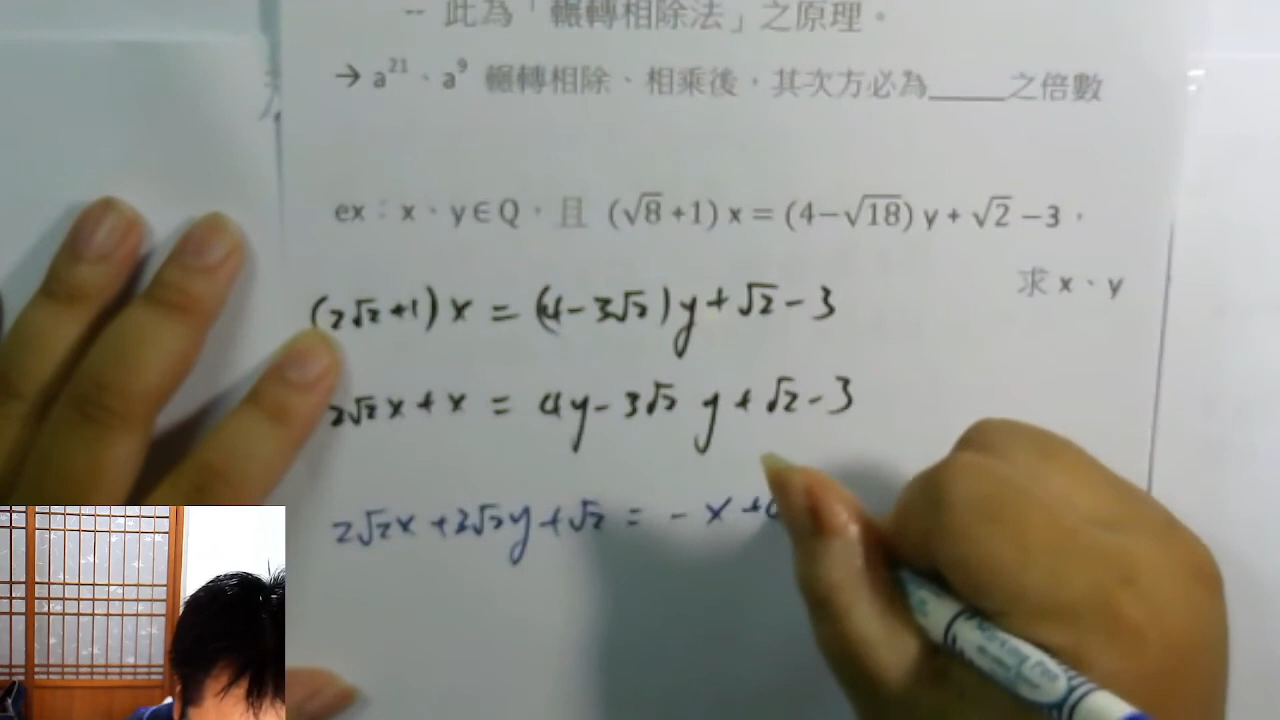 -- 此為「輾轉相除法」之原理。
→ a²¹、a⁹ 輾轉相除、相乘後，其次方必為_____之倍數
ex：x、y∈Q，且 (√8+1) x = (4−√18) y + √2 −3，
求 x、y
(2√2+1) x = (4−3√2) y + √2 − 3
2√2 x + x = 4y − 3√2 y + √2 − 3
2√2 x + 3√2 y + √2 = − x +